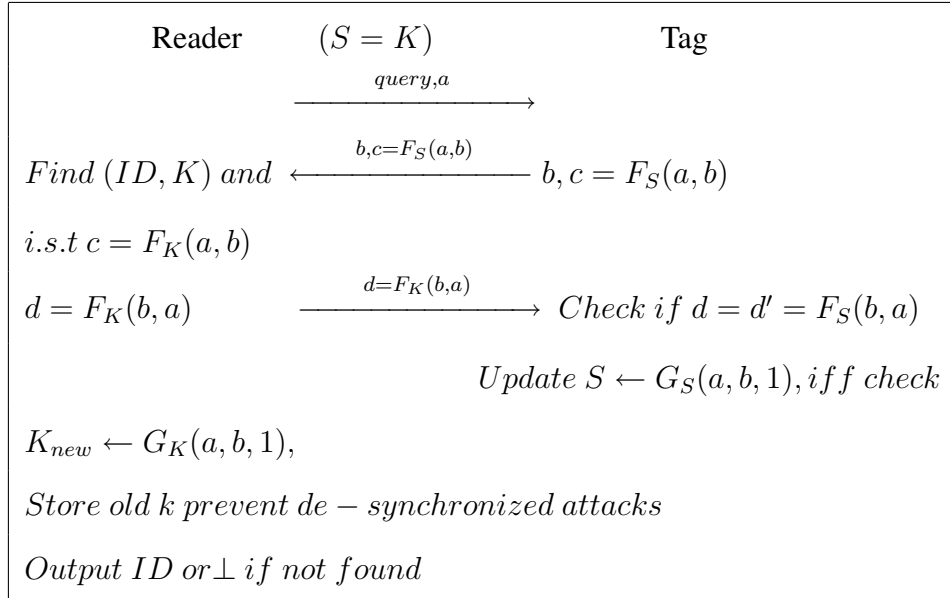 Reader (S = K) Tag
query,a
b,c=F_S(a,b)
Find (ID, K) and b, c = F_S(a, b)
i.s.t c = F_K(a, b)
d=F_K(b,a)
d = F_K(b, a) Check if d = d′ = F_S(b, a)
Update S ← G_S(a, b, 1), iff check
K_new ← G_K(a, b, 1),
Store old k prevent de − synchronized attacks
Output ID or⊥ if not found